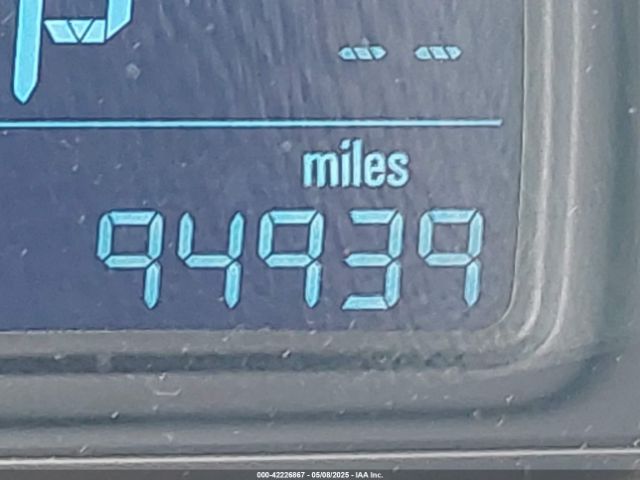 P
-- --
miles
94939
000-42226867 - 05/08/2025 - IAA Inc.